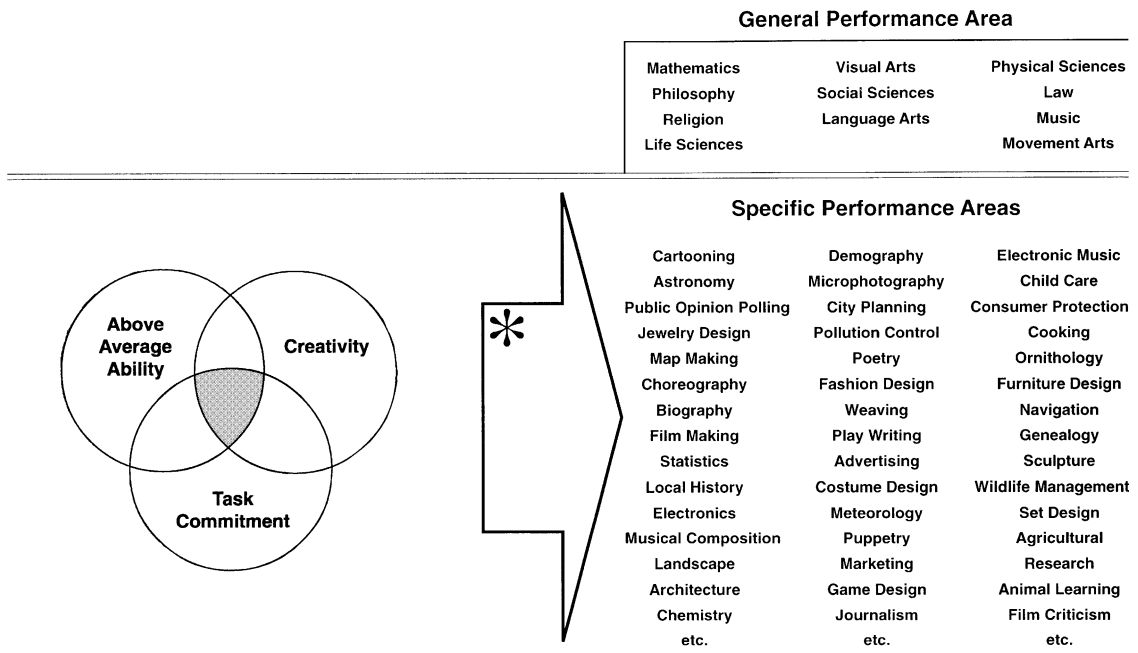 General Performance Area
Mathematics
Philosophy
Religion
Life Sciences
Visual Arts
Social Sciences
Language Arts
Physical Sciences
Law
Music
Movement Arts
Above
Average
Ability
Creativity
Task
Commitment
*
Specific Performance Areas
Cartooning
Astronomy
Public Opinion Polling
Jewelry Design
Map Making
Choreography
Biography
Film Making
Statistics
Local History
Electronics
Musical Composition
Landscape
Architecture
Chemistry
etc.
Demography
Microphotography
City Planning
Pollution Control
Poetry
Fashion Design
Weaving
Play Writing
Advertising
Costume Design
Meteorology
Puppetry
Marketing
Game Design
Journalism
etc.
Electronic Music
Child Care
Consumer Protection
Cooking
Ornithology
Furniture Design
Navigation
Genealogy
Sculpture
Wildlife Management
Set Design
Agricultural
Research
Animal Learning
Film Criticism
etc.